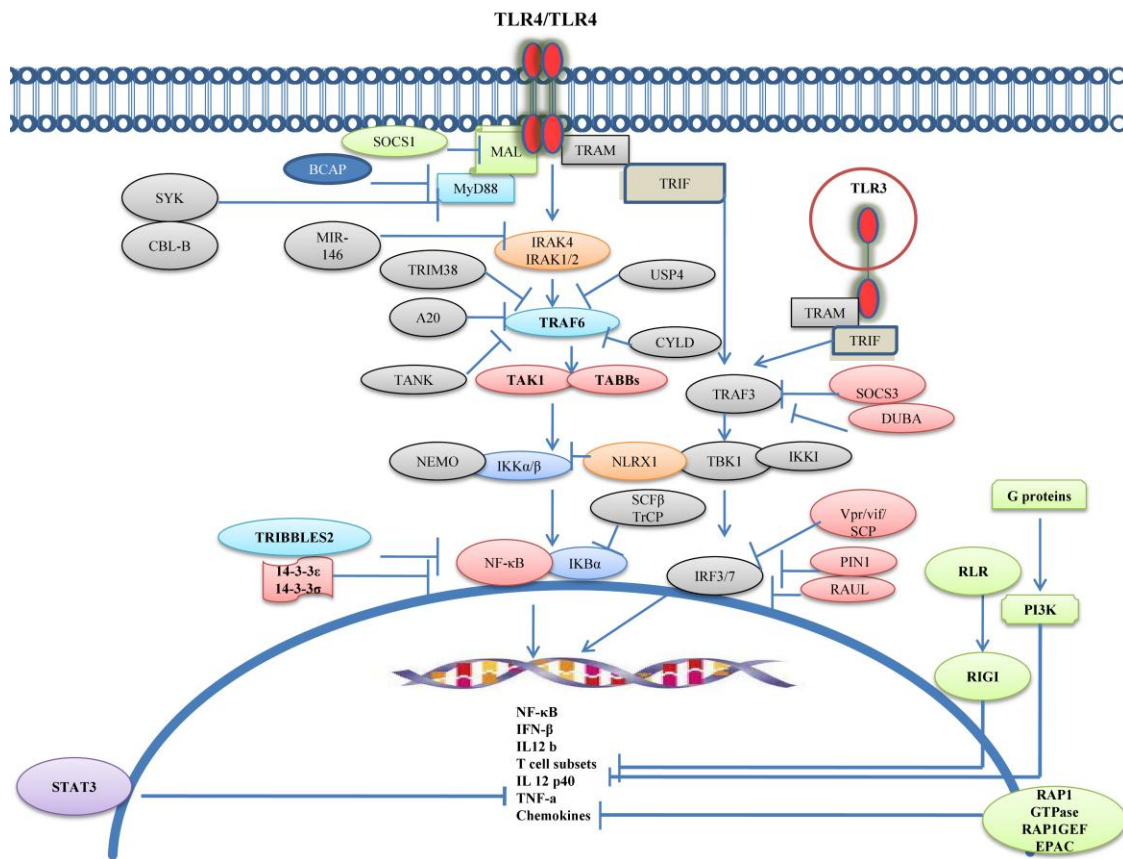 TLR4/TLR4
SOCS1
MAL
TRAM
BCAP
MyD88
TRIF
SYK
TLR3
CBL-B
MIR-
146
IRAK4
IRAK1/2
TRIM38
USP4
A20
TRAF6
TRAM
TRIF
CYLD
TANK
TAK1
TABBs
TRAF3
SOCS3
DUBA
NEMO
IKKα/β
NLRX1
TBK1
IKKI
SCFβ
TrCP
G proteins
Vpr/vif/
SCP
TRIBBLES2
NF-κB
IKBα
IRF3/7
PIN1
RAUL
14-3-3ε
14-3-3σ
RLR
PI3K
RIGI
NF-κB
IFN-β
IL12 b
T cell subsets
IL 12 p40
TNF-a
Chemokines
STAT3
RAP1
GTPase
RAP1GEF
EPAC